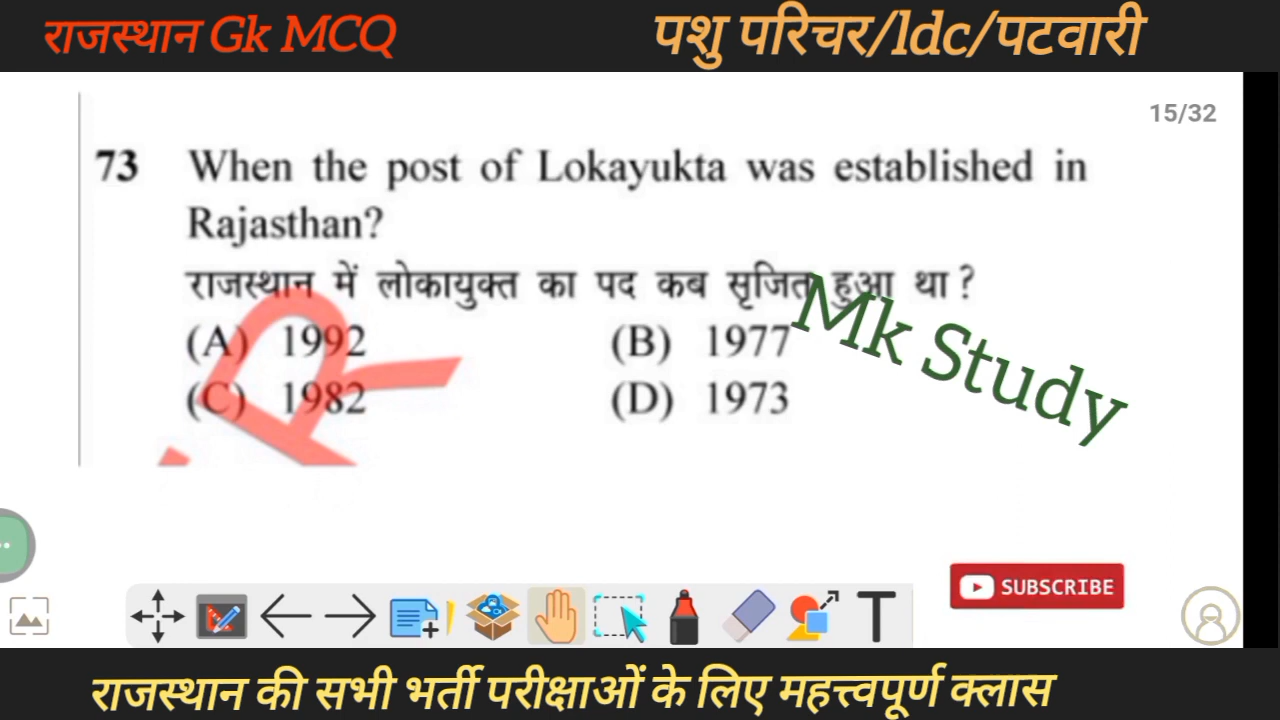 राजस्थान Gk MCQ
पशु परिचर/ldc/पटवारी
15/32
73 When the post of Lokayukta was established in
Rajasthan?
राजस्थान में लोकायुक्त का पद कब सृजित हुआ था ?
(A) 1992 (B) 1977
(C) 1982 (D) 1973
Mk Study
R
T
SUBSCRIBE
राजस्थान की सभी भर्ती परीक्षाओं के लिए महत्त्वपूर्ण क्लास